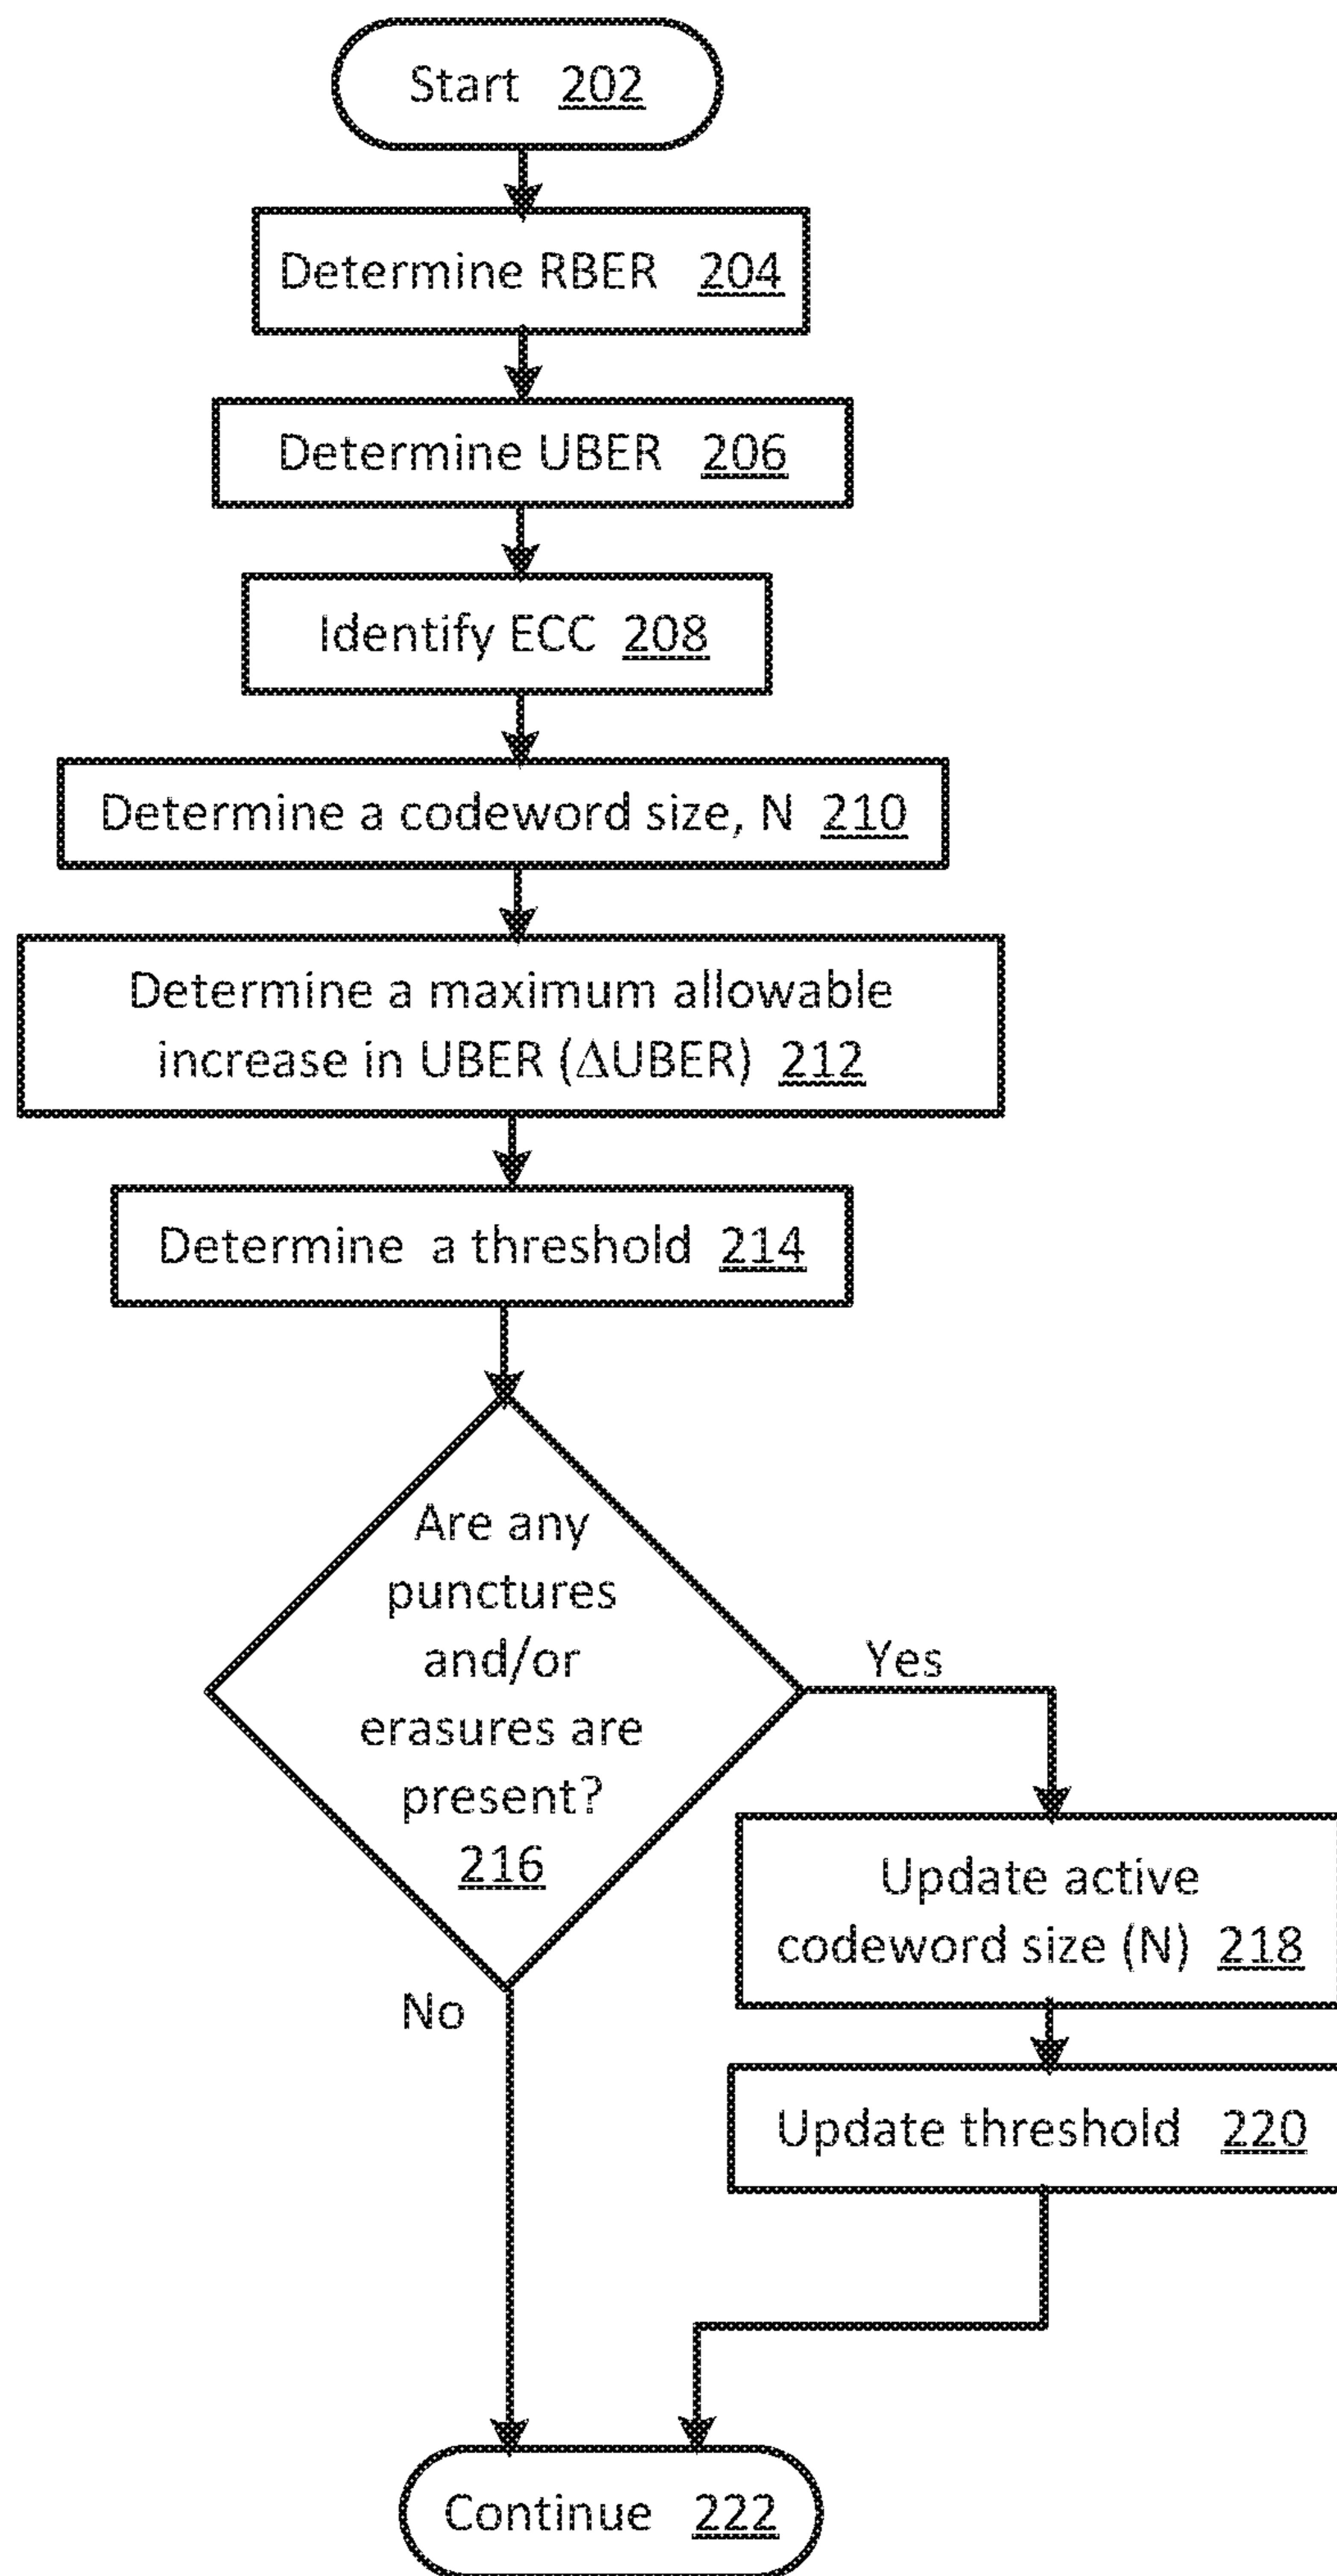 Start 202
Determine RBER 204
Determine UBER 206
Identify ECC 208
Determine a codeword size, N 210
Determine a maximum allowable
increase in UBER (ΔUBER) 212
Determine a threshold 214
Are any
punctures
and/or
erasures are
present?
216
Yes
No
Update active
codeword size (N) 218
Update threshold 220
Continue 222